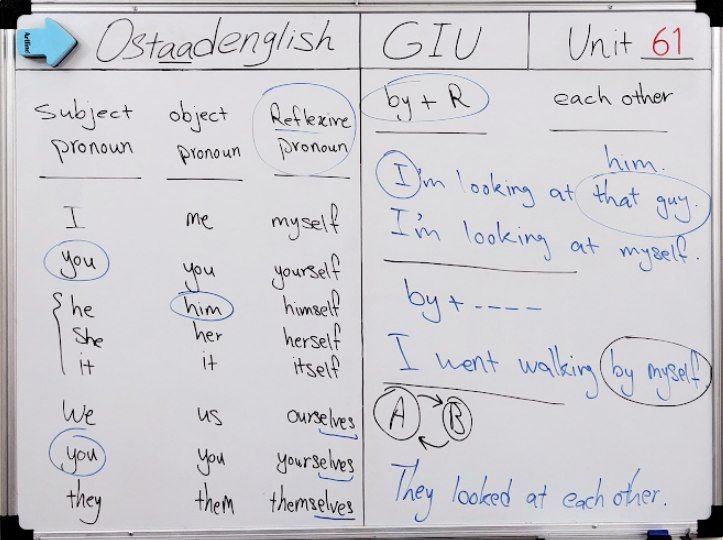 Ostaadenglish
GIU
Unit 61
Subject pronoun
object pronoun
Reflexive pronoun
I me myself
you you yourself
he him himself
She her herself
it it itself
We us ourselves
you you yourselves
they them themselves
by + R
each other
him.
I'm looking at that guy.
I'm looking at myself.
by + ----
I went walking by myself
A B
They looked at each other.